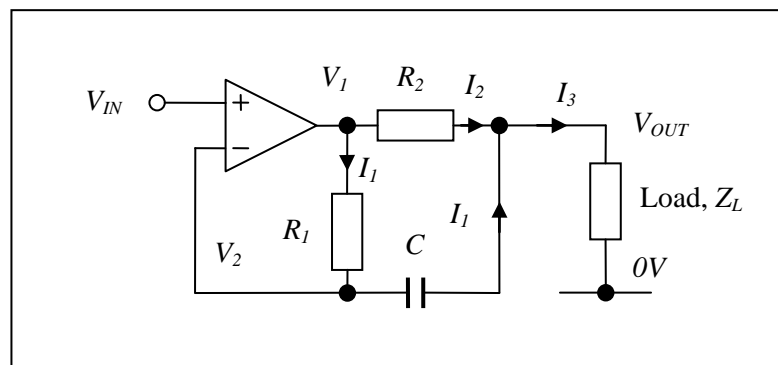 V1 R2 I2 I3
VIN + VOUT
−
I1
R1 I1 Load, ZL
V2 C
0V